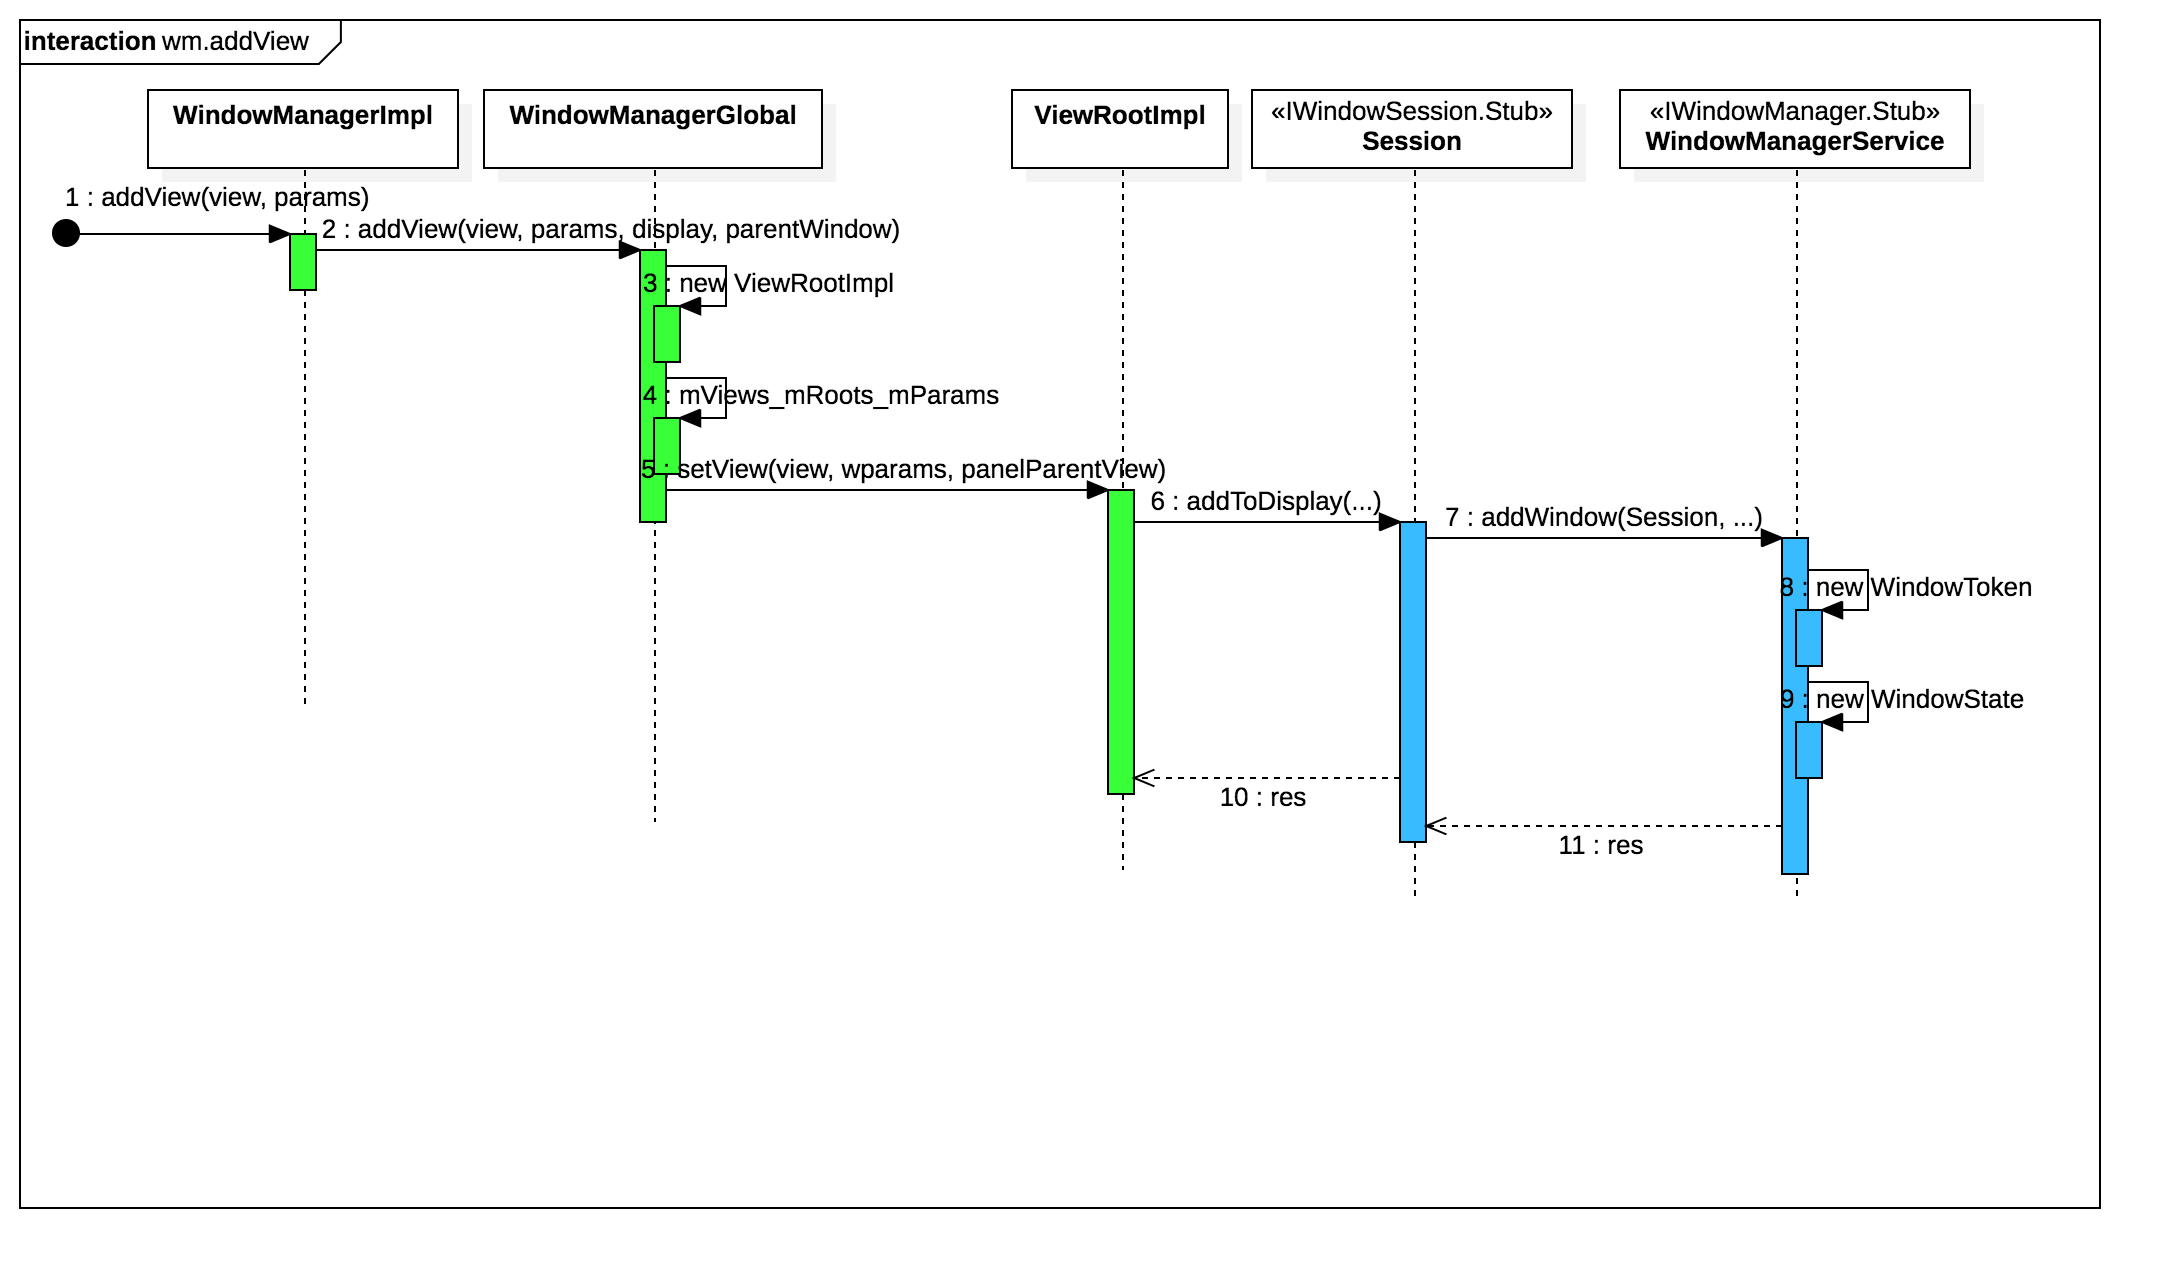 interaction wm.addView
WindowManagerImpl
WindowManagerGlobal
ViewRootImpl
«IWindowSession.Stub»
Session
«IWindowManager.Stub»
WindowManagerService
1 : addView(view, params)
2 : addView(view, params, display, parentWindow)
3 : new ViewRootImpl
4 : mViews_mRoots_mParams
5 : setView(view, wparams, panelParentView)
6 : addToDisplay(...)
7 : addWindow(Session, ...)
8 : new WindowToken
9 : new WindowState
10 : res
11 : res